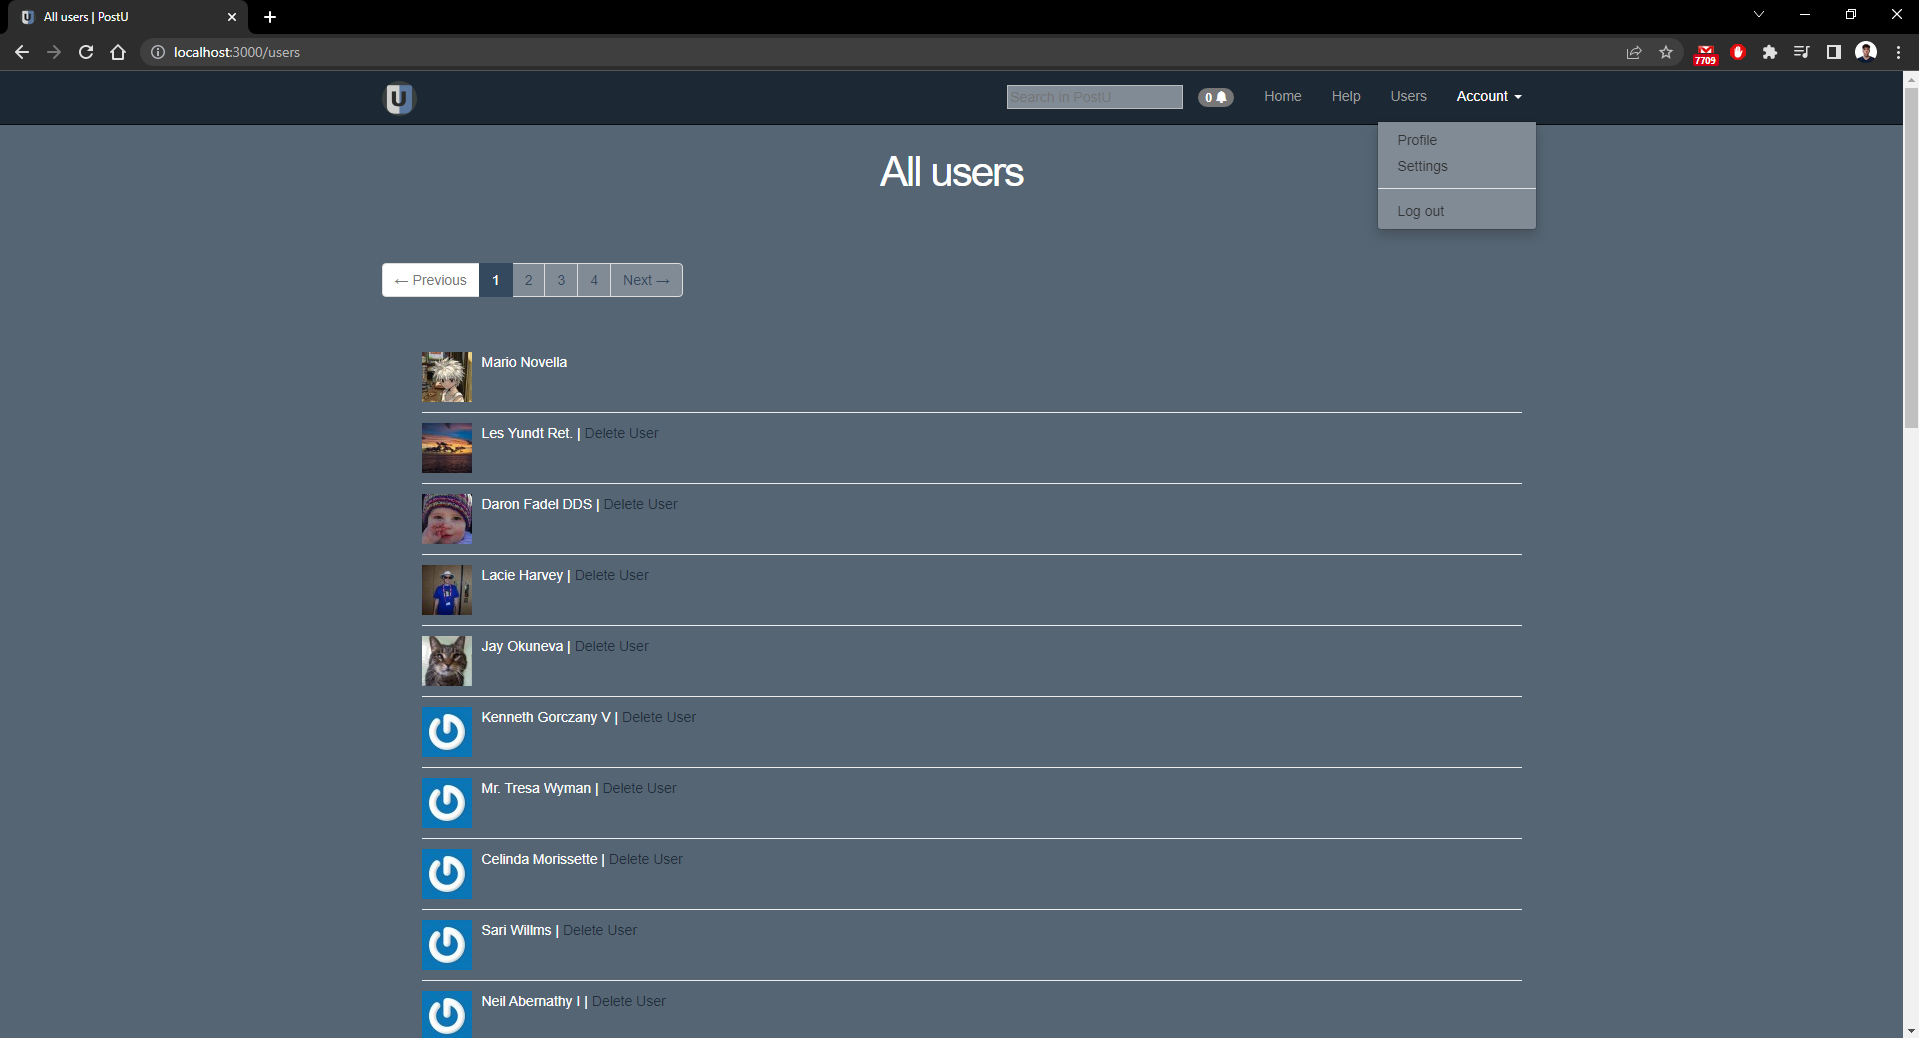 All users | PostU
localhost:3000/users
7709
U
Search in PostU
0
Home
Help
Users
Account
Profile
Settings
Log out
All users
← Previous
1
2
3
4
Next →
Mario Novella
Les Yundt Ret. | Delete User
Daron Fadel DDS | Delete User
Lacie Harvey | Delete User
Jay Okuneva | Delete User
Kenneth Gorczany V | Delete User
Mr. Tresa Wyman | Delete User
Celinda Morissette | Delete User
Sari Willms | Delete User
Neil Abernathy I | Delete User